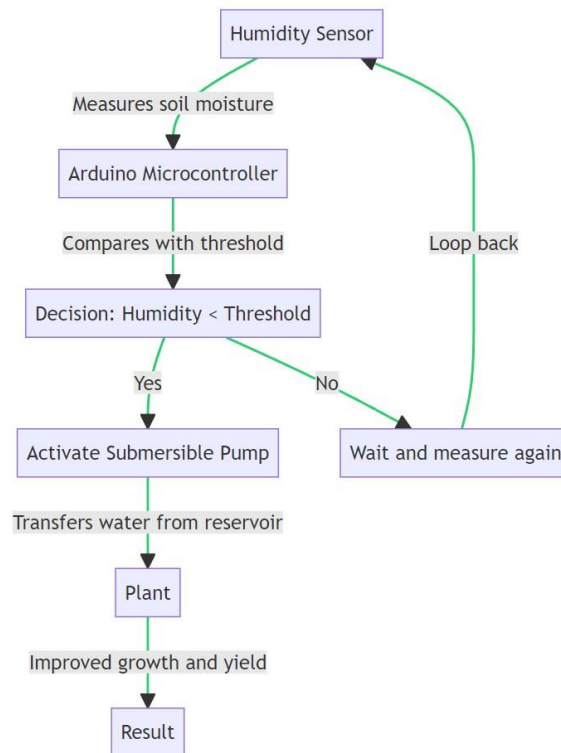 Humidity Sensor
Measures soil moisture
Arduino Microcontroller
Compares with threshold
Loop back
Decision: Humidity < Threshold
Yes
No
Activate Submersible Pump
Wait and measure again
Transfers water from reservoir
Plant
Improved growth and yield
Result